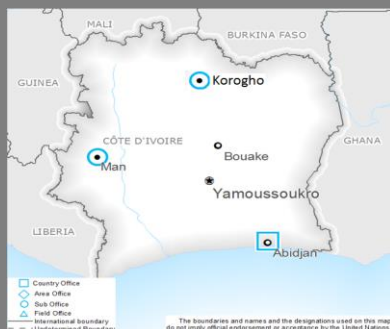 MALI
BURKINA FASO
GUINEA
Korogho
CÔTE D'IVOIRE
GHANA
Bouake
Man
Yamoussoukro
LIBERIA
Abidjan
Country Office
Area Office
Sub Office
Field Office
International boundary
Undetermined Boundary
The boundaries and names and the designations used on this map
do not imply official endorsement or acceptance by the United Nations